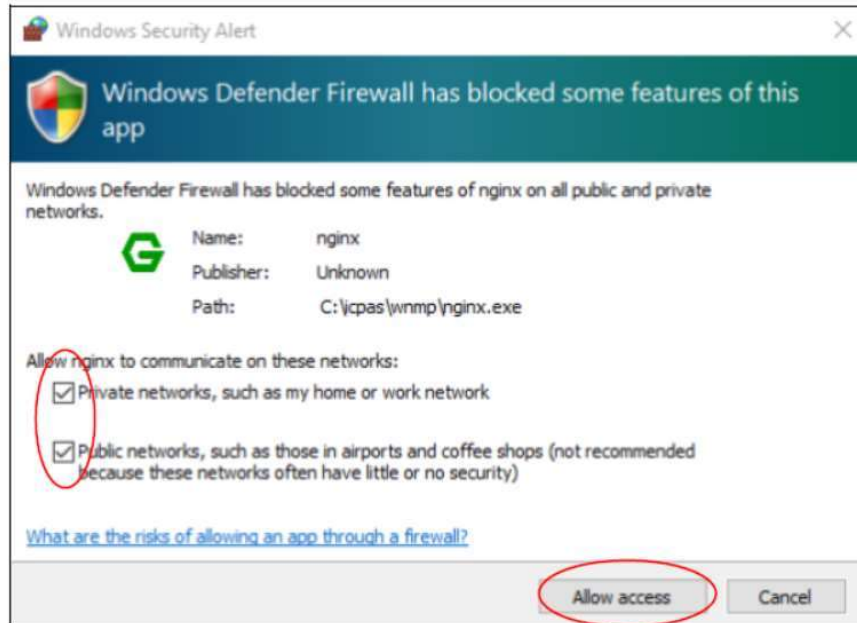 Windows Security Alert
Windows Defender Firewall has blocked some features of this
app
Windows Defender Firewall has blocked some features of nginx on all public and private
networks.
Name: nginx
Publisher: Unknown
Path: C:\icpas\wnmp\nginx.exe
Allow nginx to communicate on these networks:
Private networks, such as my home or work network
Public networks, such as those in airports and coffee shops (not recommended
because these networks often have little or no security)
What are the risks of allowing an app through a firewall?
Allow access Cancel